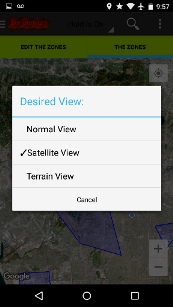 9:57
EDIT THE ZONES
THE ZONES
Desired View:
Normal View
✓Satellite View
Terrain View
Cancel
Google